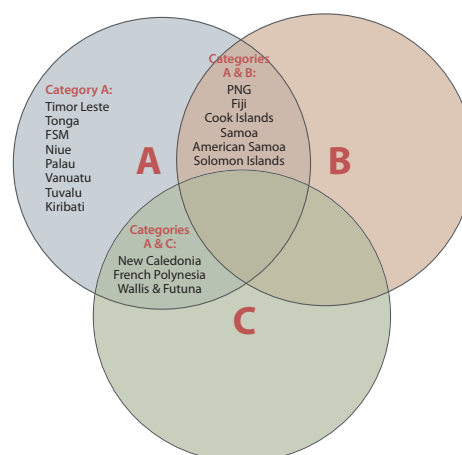 Category A:
Timor Leste
Tonga
FSM
Niue
Palau
Vanuatu
Tuvalu
Kiribati
A
Categories
A & B:
PNG
Fiji
Cook Islands
Samoa
American Samoa
Solomon Islands
B
Categories
A & C:
New Caledonia
French Polynesia
Wallis & Futuna
C